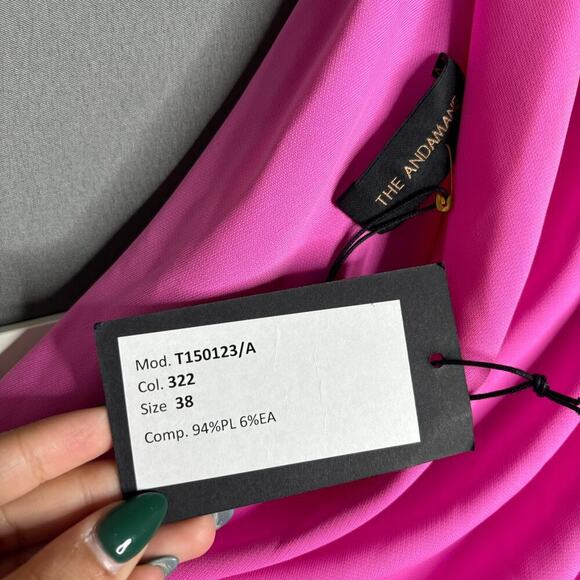 THE ANDAMANE
Mod. T150123/A
Col. 322
Size 38
Comp. 94%PL 6%EA